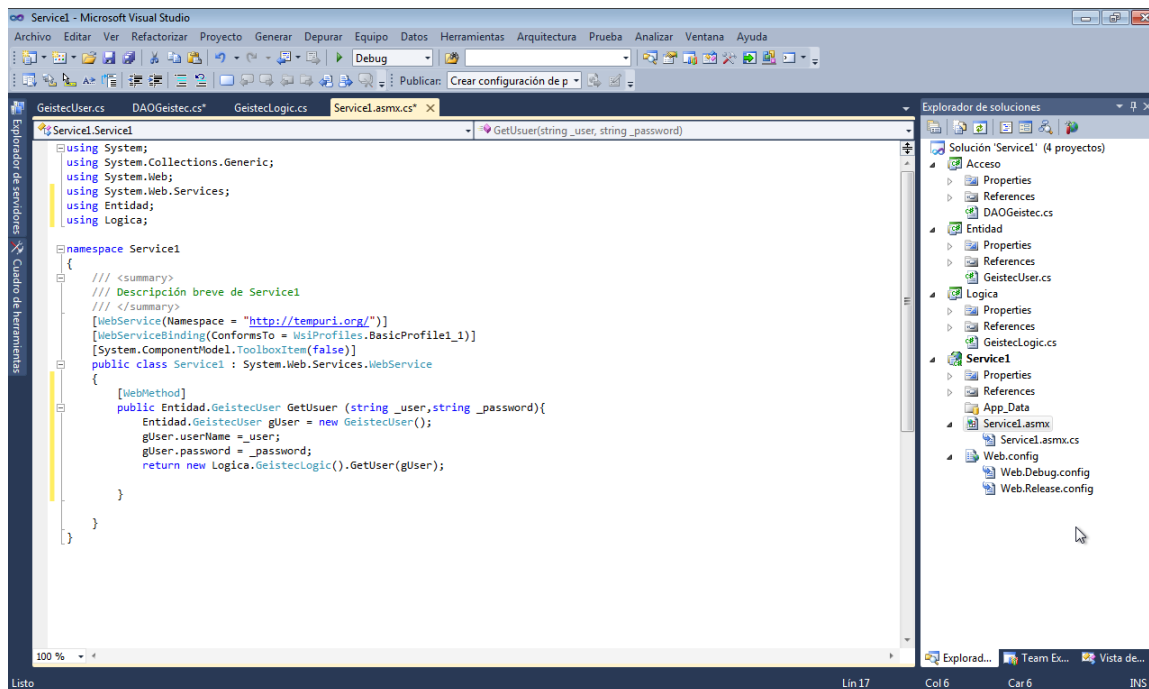 Service1 - Microsoft Visual Studio
Archivo Editar Ver Refactorizar Proyecto Generar Depurar Equipo Datos Herramientas Arquitectura Prueba Analizar Ventana Ayuda
Debug
Publicar: Crear configuración de p
GeistecUser.cs DAOGeistec.cs* GeistecLogic.cs Service1.asmx.cs* ×
Service1.Service1 GetUsuer(string _user, string _password)
Explorador de servidores
Cuadro de herramientas
using System;
using System.Collections.Generic;
using System.Web;
using System.Web.Services;
using Entidad;
using Logica;
namespace Service1
{
/// <summary>
/// Descripción breve de Service1
/// </summary>
[WebService(Namespace = "http://tempuri.org/")]
[WebServiceBinding(ConformsTo = WsiProfiles.BasicProfile1_1)]
[System.ComponentModel.ToolboxItem(false)]
public class Service1 : System.Web.Services.WebService
{
[WebMethod]
public Entidad.GeistecUser GetUsuer (string _user,string _password){
Entidad.GeistecUser gUser = new GeistecUser();
gUser.userName =_user;
gUser.password = _password;
return new Logica.GeistecLogic().GetUser(gUser);
}
}
}
100 %
Explorador de soluciones
Solución 'Service1' (4 proyectos)
Acceso
Properties
References
DAOGeistec.cs
Entidad
Properties
References
GeistecUser.cs
Logica
Properties
References
GeistecLogic.cs
Service1
Properties
References
App_Data
Service1.asmx
Service1.asmx.cs
Web.config
Web.Debug.config
Web.Release.config
Explorad... Team Ex... Vista de...
Listo Lín 17 Col 6 Car 6 INS